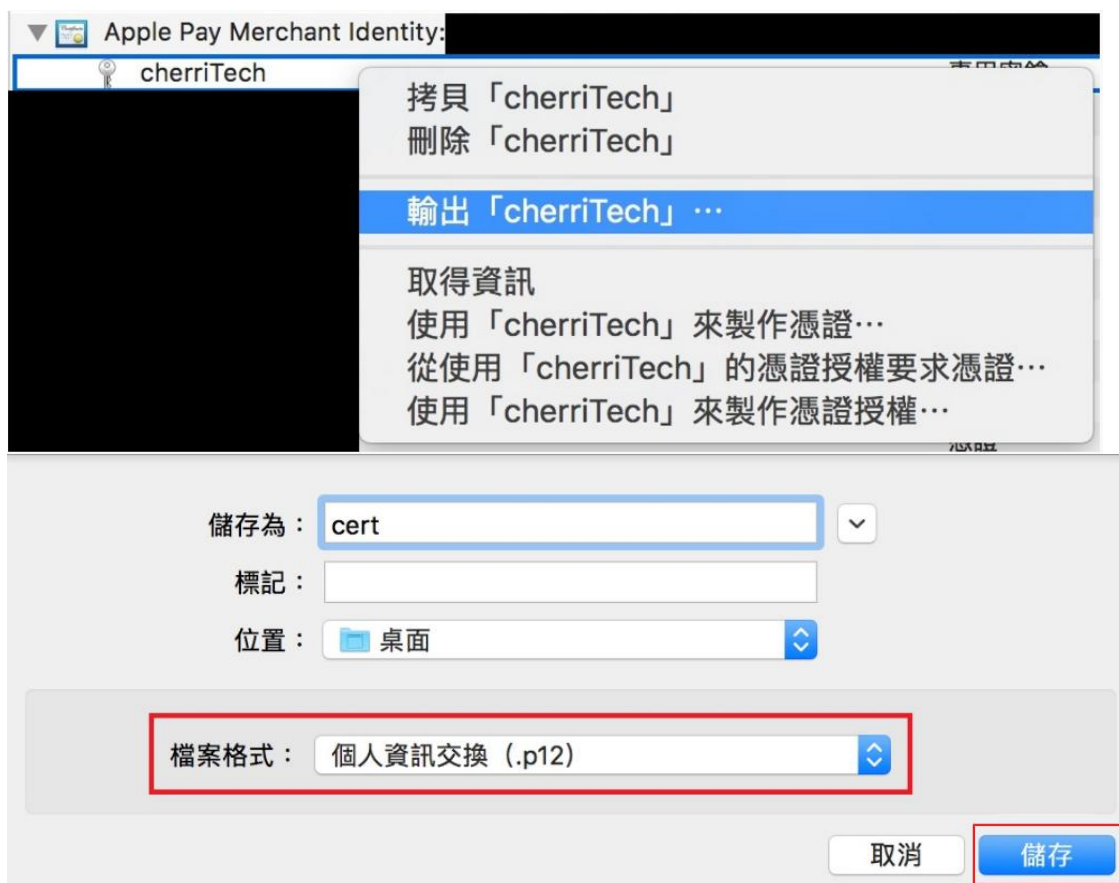 Apple Pay Merchant Identity:
cherriTech
拷貝「cherriTech」
刪除「cherriTech」
輸出「cherriTech」…
取得資訊
使用「cherriTech」來製作憑證…
從使用「cherriTech」的憑證授權要求憑證…
使用「cherriTech」來製作憑證授權…
儲存為：
cert
標記：
位置：
桌面
檔案格式：
個人資訊交換（.p12）
取消
儲存